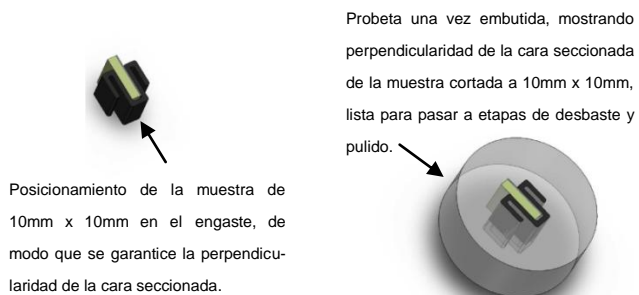 Probeta una vez embutida, mostrando
perpendicularidad de la cara seccionada
de la muestra cortada a 10mm x 10mm,
lista para pasar a etapas de desbaste y
pulido.
Posicionamiento de la muestra de
10mm x 10mm en el engaste, de
modo que se garantice la perpendicu-
laridad de la cara seccionada.